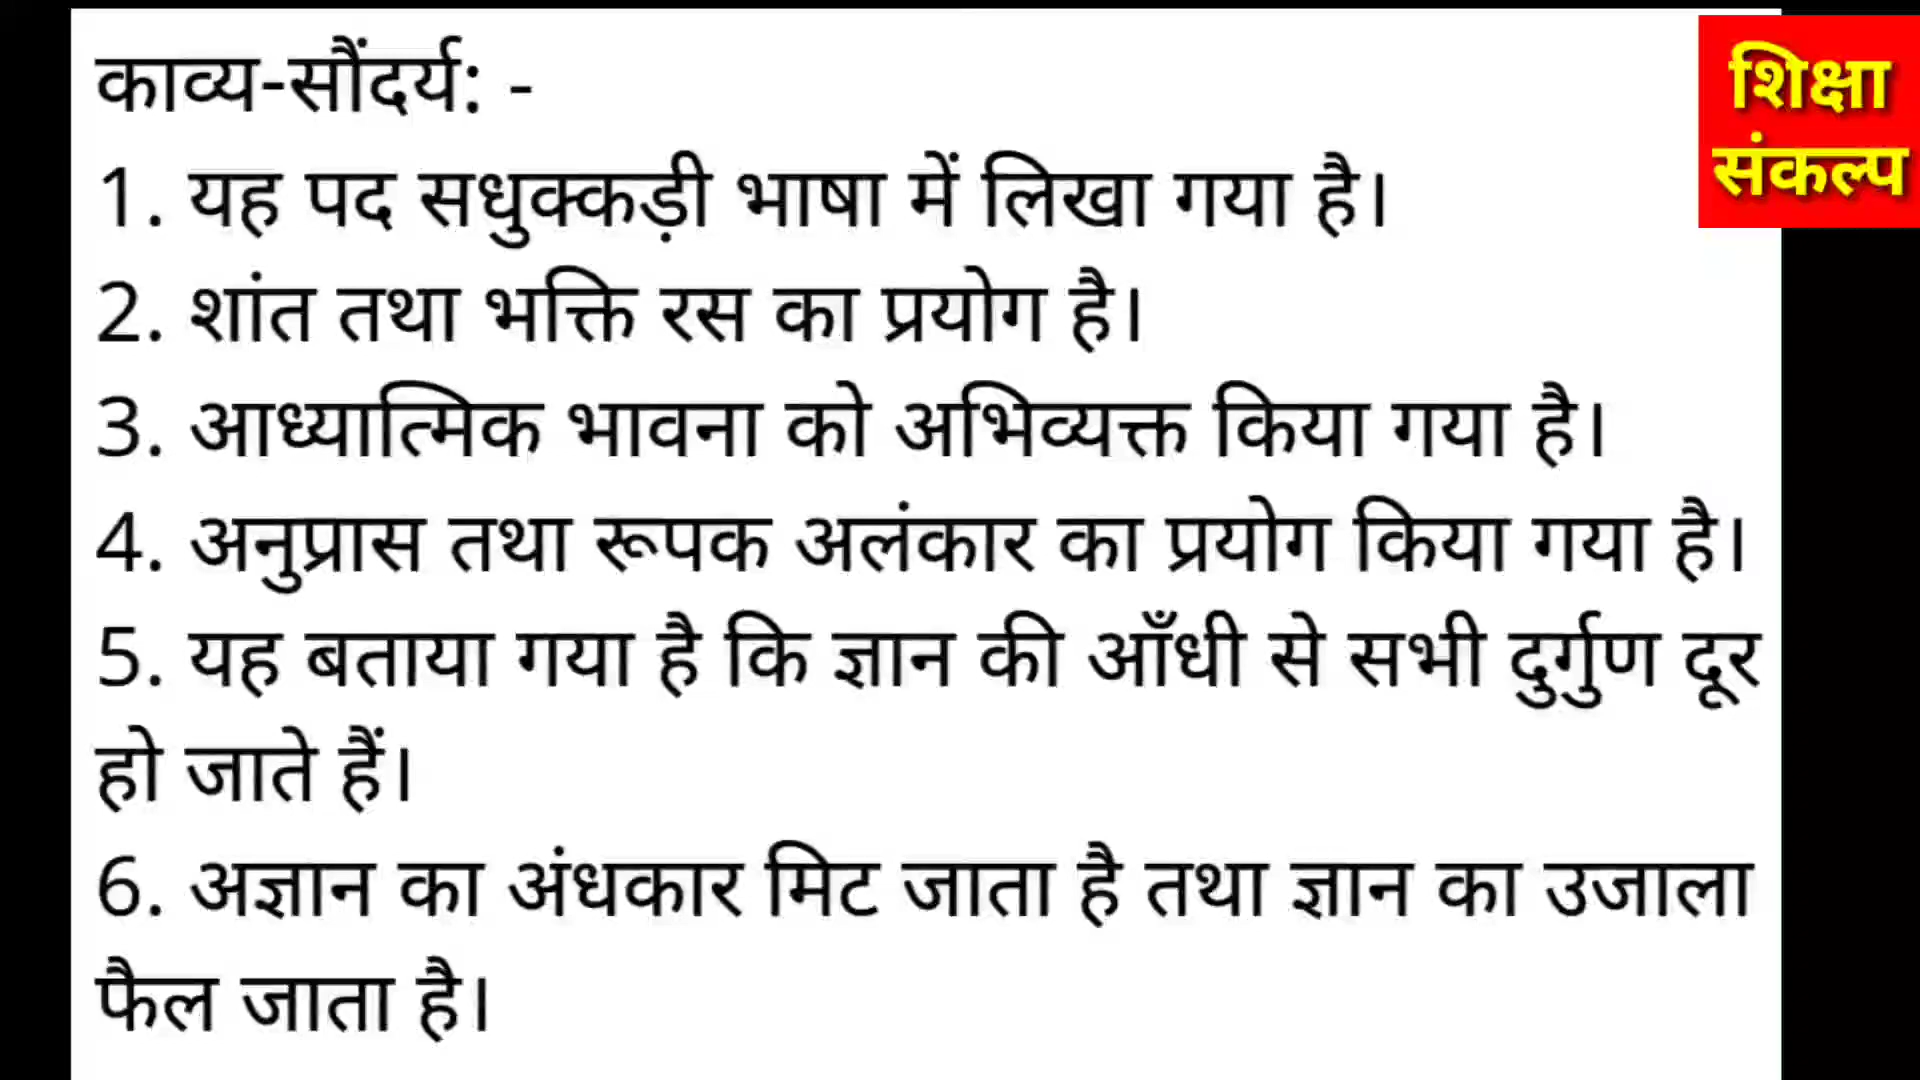 काव्य-सौंदर्य: -
1. यह पद सधुक्कड़ी भाषा में लिखा गया है।
2. शांत तथा भक्ति रस का प्रयोग है।
3. आध्यात्मिक भावना को अभिव्यक्त किया गया है।
4. अनुप्रास तथा रूपक अलंकार का प्रयोग किया गया है।
5. यह बताया गया है कि ज्ञान की आँधी से सभी दुर्गुण दूर
हो जाते हैं।
6. अज्ञान का अंधकार मिट जाता है तथा ज्ञान का उजाला
फैल जाता है।
शिक्षा
संकल्प